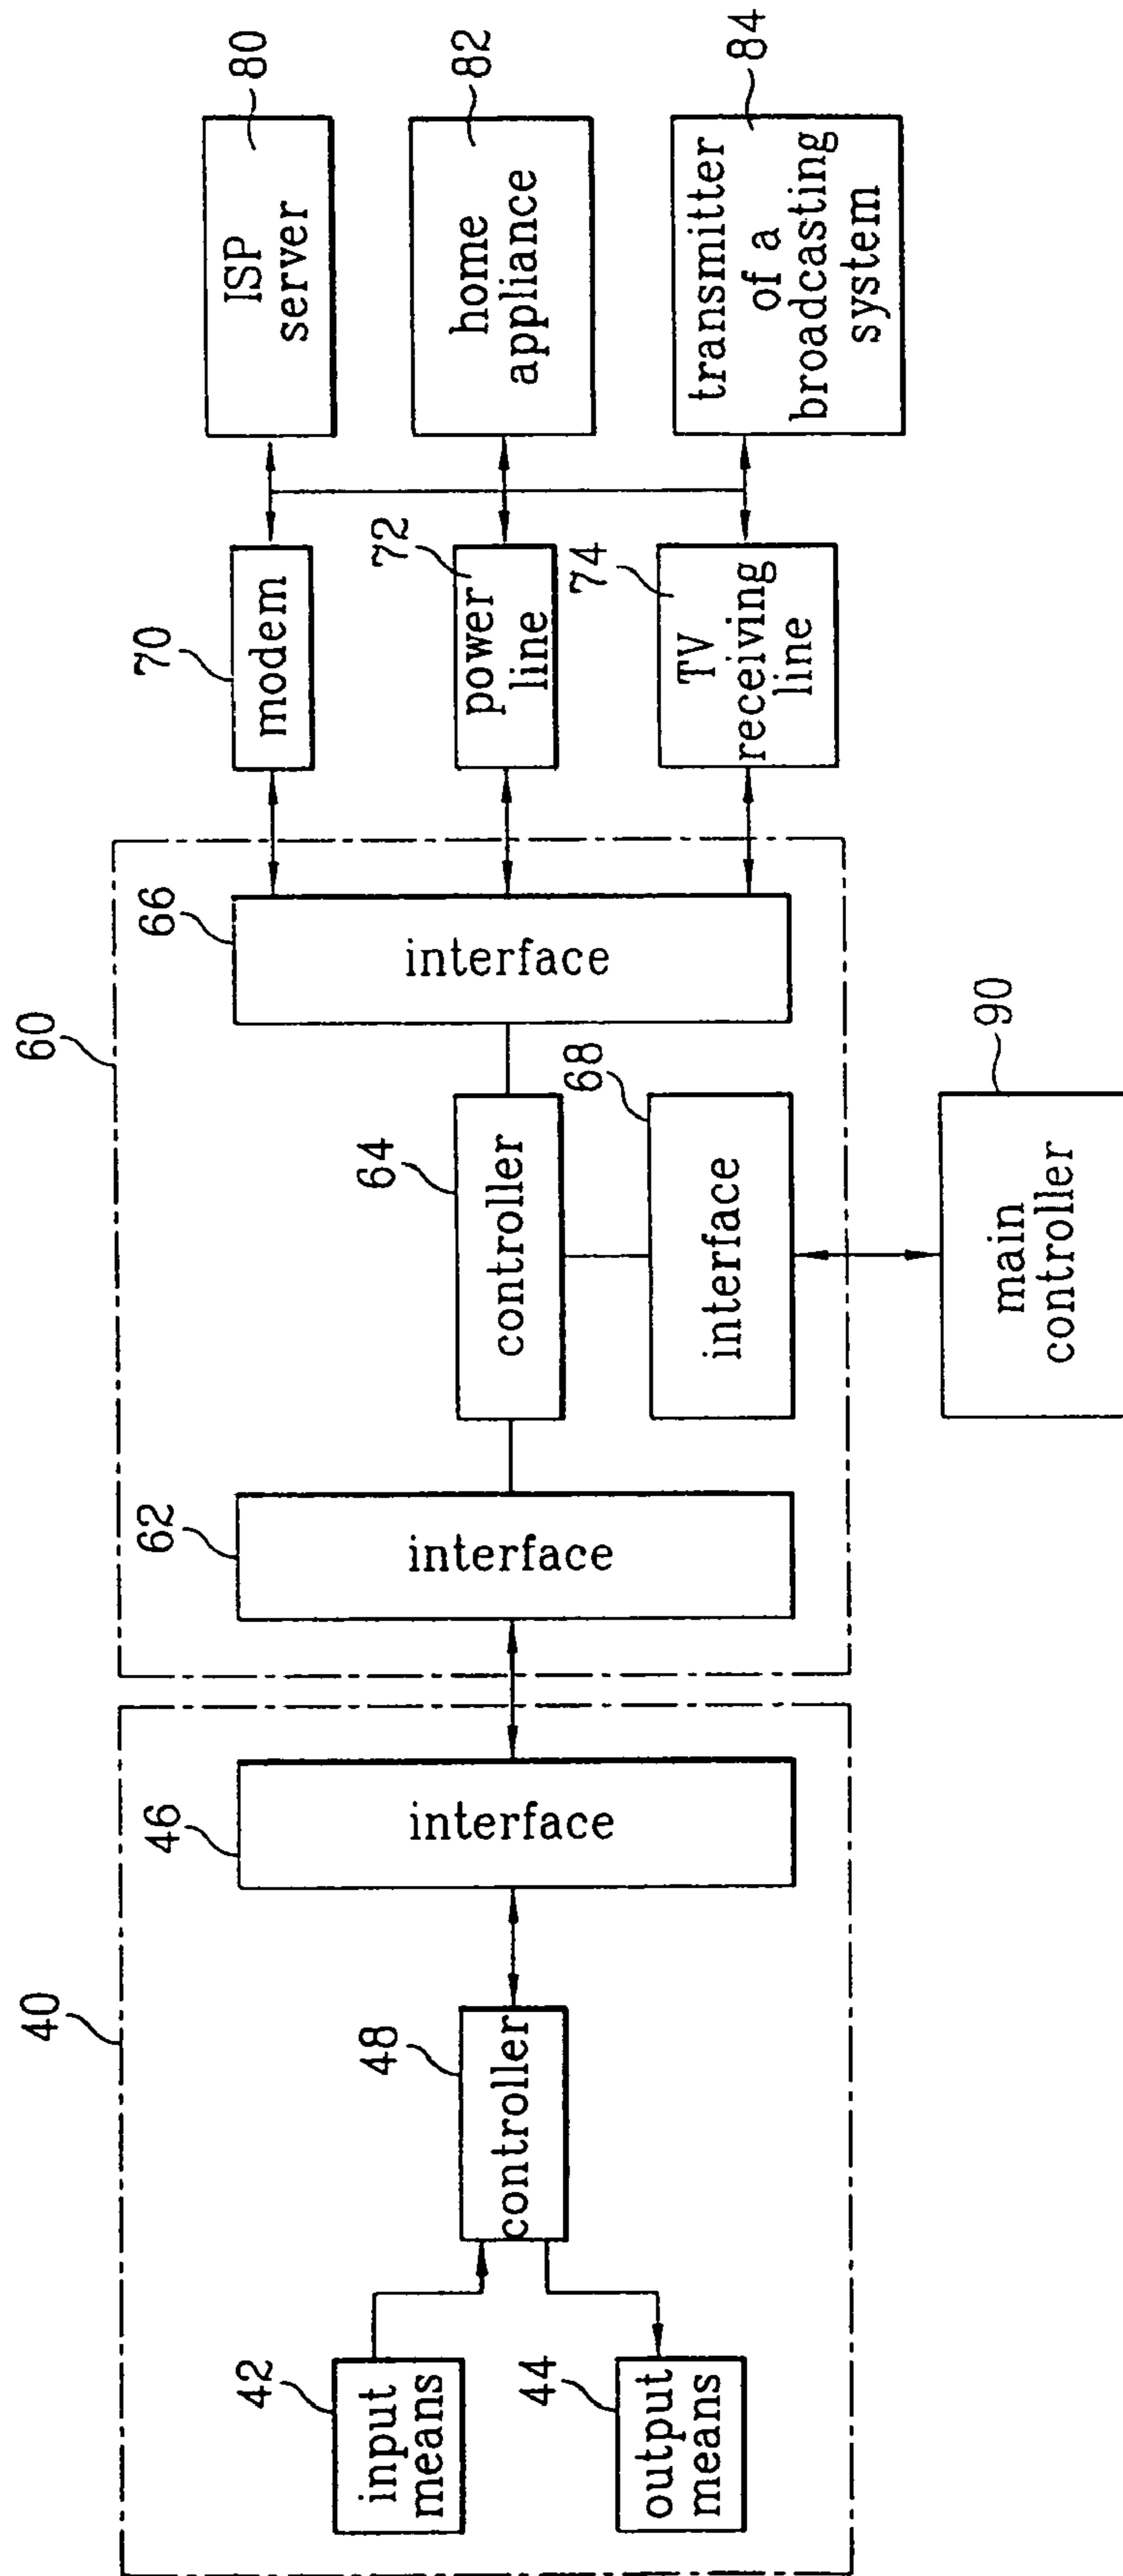 40
42
input
means
44
output
means
48
controller
46
interface
60
62
interface
64
controller
68
interface
66
interface
90
main
controller
70
modem
72
power
line
74
TV
receiving
line
80
ISP
server
82
home
appliance
84
transmitter
of a
broadcasting
system